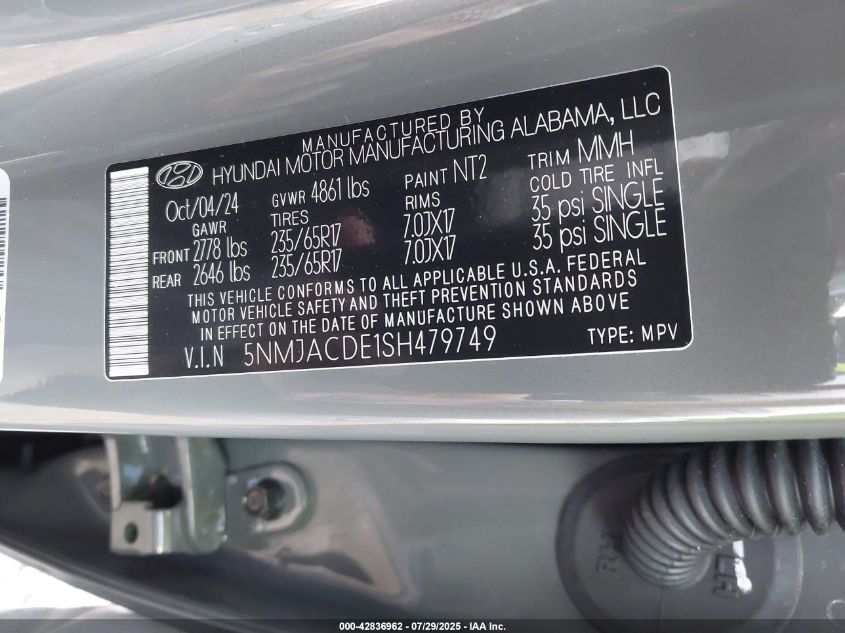 MANUFACTURED BY
HYUNDAI MOTOR MANUFACTURING ALABAMA, LLC
Oct/04/24 GVWR 4861 lbs PAINT NT2 TRIM MMH
GAWR TIRES RIMS COLD TIRE INFL
FRONT 2778 lbs 235/65R17 7.0JX17 35 psi SINGLE
REAR 2646 lbs 235/65R17 7.0JX17 35 psi SINGLE
THIS VEHICLE CONFORMS TO ALL APPLICABLE U.S.A. FEDERAL
MOTOR VEHICLE SAFETY AND THEFT PREVENTION STANDARDS
IN EFFECT ON THE DATE OF MANUFACTURE SHOWN ABOVE
V.I.N 5NMJACDE1SH479749 TYPE: MPV
000-42836962 / 07/29/2025 - IAA Inc.